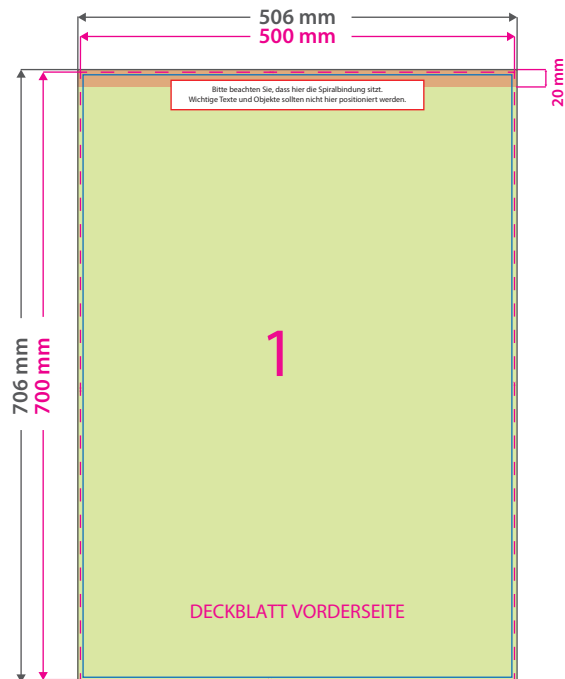 506 mm
500 mm
20 mm
Bitte beachten Sie, dass hier die Spiralbindung sitzt.
Wichtige Texte und Objekte sollten nicht hier positioniert werden.
706 mm
700 mm
1
DECKBLATT VORDERSEITE